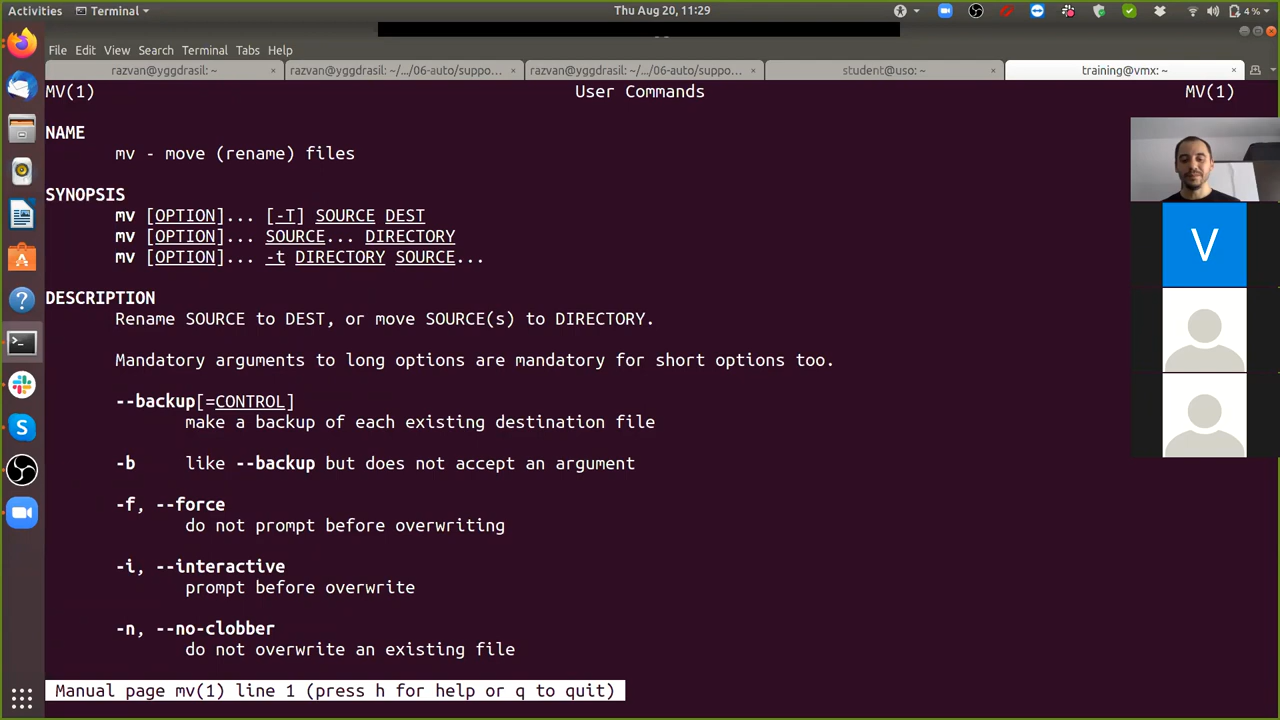 Activities Terminal Thu Aug 20, 11:29 4 %
File Edit View Search Terminal Tabs Help
razvan@yggdrasil: ~ × razvan@yggdrasil: ~/.../06-auto/suppo... × razvan@yggdrasil: ~/.../06-auto/suppo... × student@uso: ~ × training@vmx: ~ ×
MV(1) User Commands MV(1)
NAME
mv - move (rename) files
SYNOPSIS
mv [OPTION]... [-T] SOURCE DEST
mv [OPTION]... SOURCE... DIRECTORY
mv [OPTION]... -t DIRECTORY SOURCE...
V
DESCRIPTION
Rename SOURCE to DEST, or move SOURCE(s) to DIRECTORY.
Mandatory arguments to long options are mandatory for short options too.
--backup[=CONTROL]
make a backup of each existing destination file
-b like --backup but does not accept an argument
-f, --force
do not prompt before overwriting
-i, --interactive
prompt before overwrite
-n, --no-clobber
do not overwrite an existing file
Manual page mv(1) line 1 (press h for help or q to quit)